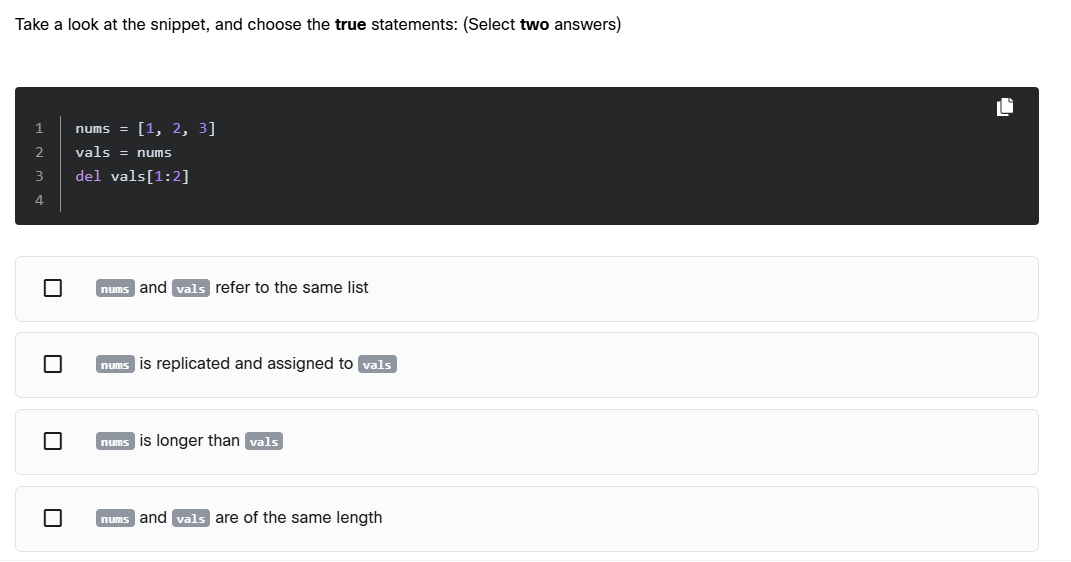 Take a look at the snippet, and choose the true statements: (Select two answers)
1 nums = [1, 2, 3]
2 vals = nums
3 del vals[1:2]
4
nums and vals refer to the same list
nums is replicated and assigned to vals
nums is longer than vals
nums and vals are of the same length